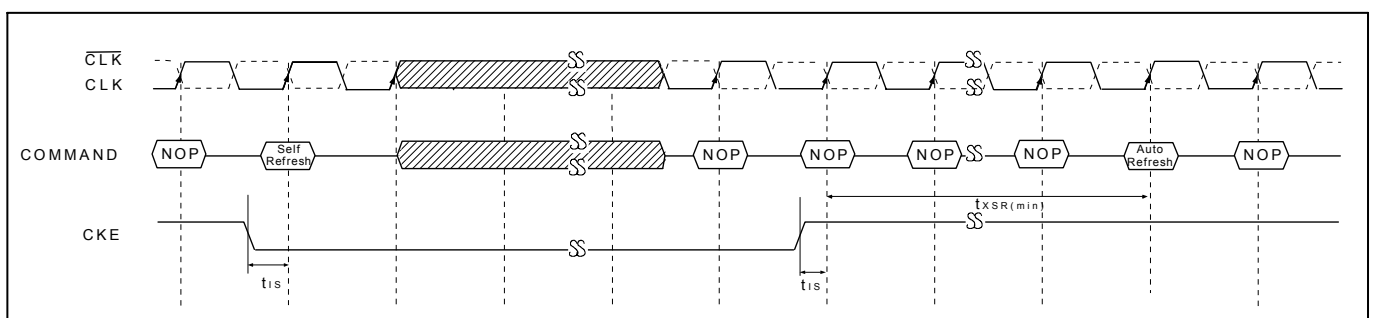 CLK
CLK
COMMAND NOP Self Refresh NOP NOP NOP NOP Auto Refresh NOP
tXSR(min)
CKE
tIS tIS